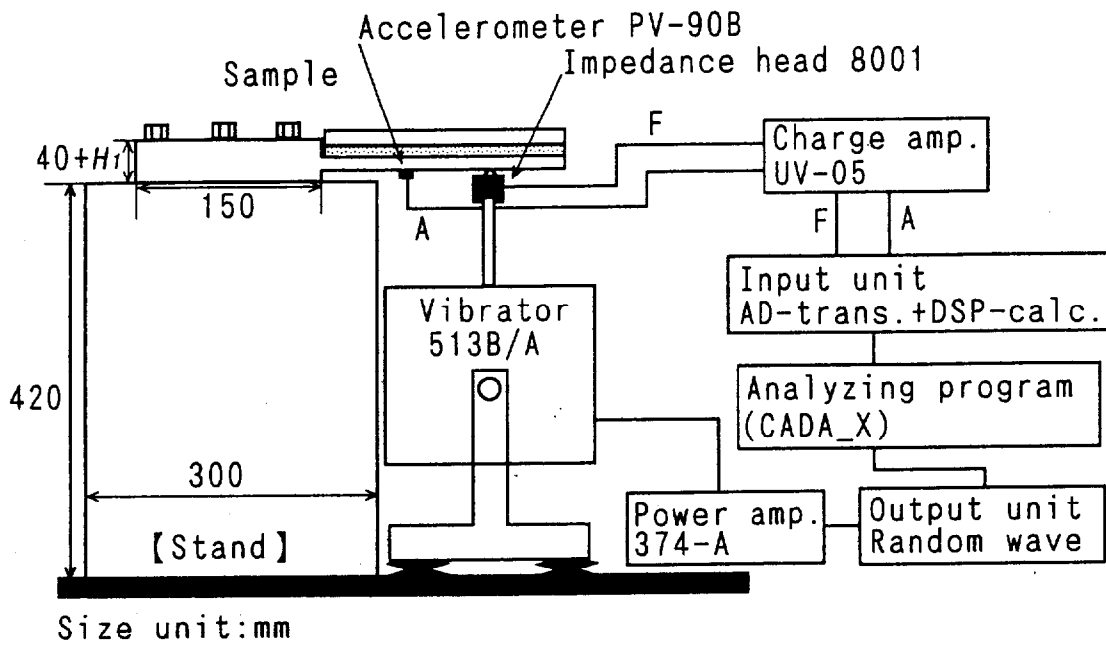 Accelerometer PV-90B
Sample
Impedance head 8001
40+H1
150
F
A
Charge amp.
UV-05
F
A
Input unit
AD-trans.+DSP-calc.
Vibrator
513B/A
420
Analyzing program
(CADA_X)
300
Power amp.
374-A
Output unit
Random wave
【Stand】
Size unit:mm